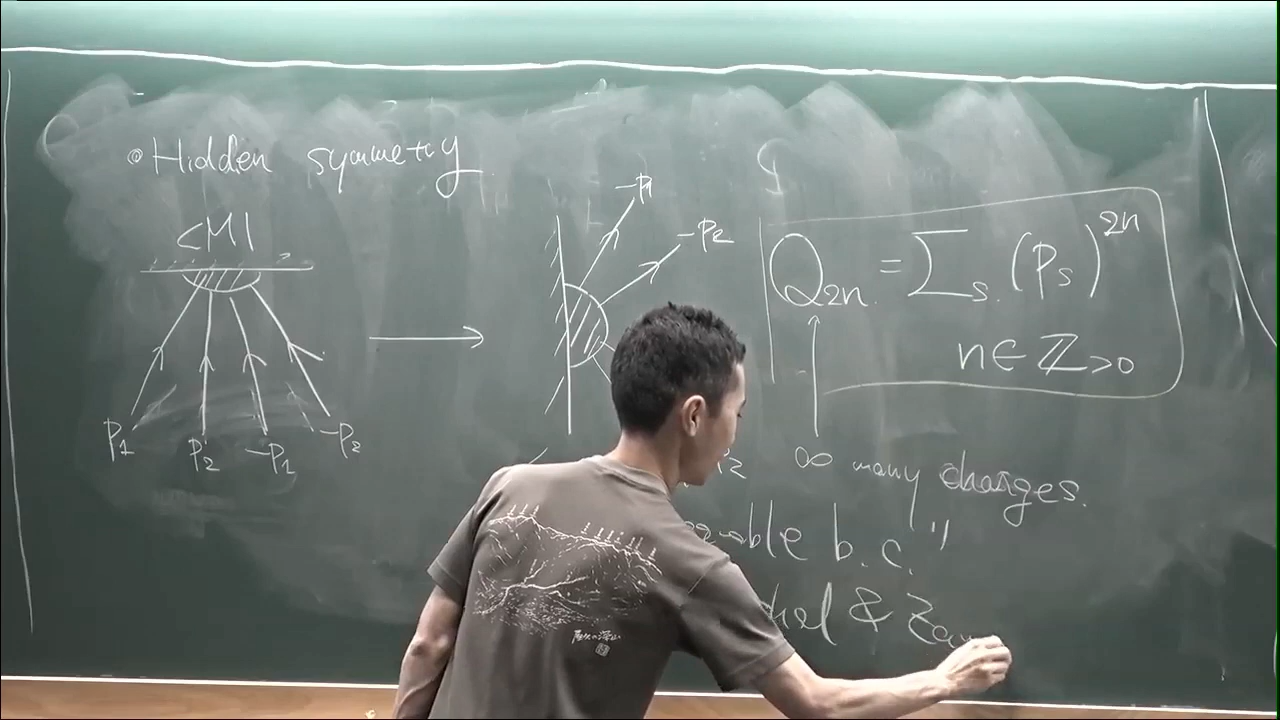 Hidden symmetry
<M|
P1 P2 -P1 -P2
-P1
-P2
Q2n = Σs (Ps)^2n
n ∈ Z>0
∞ many charges.
b.c."
&